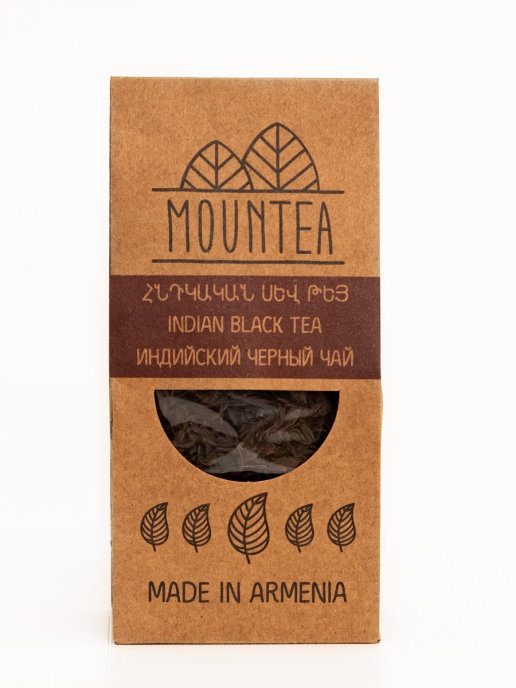 MOUNTEA
ՀՆԴԿԱԿԱՆ ՍԵՎ ԹԵՅ
INDIAN BLACK TEA
ИНДИЙСКИЙ ЧЕРНЫЙ ЧАЙ
MADE IN ARMENIA